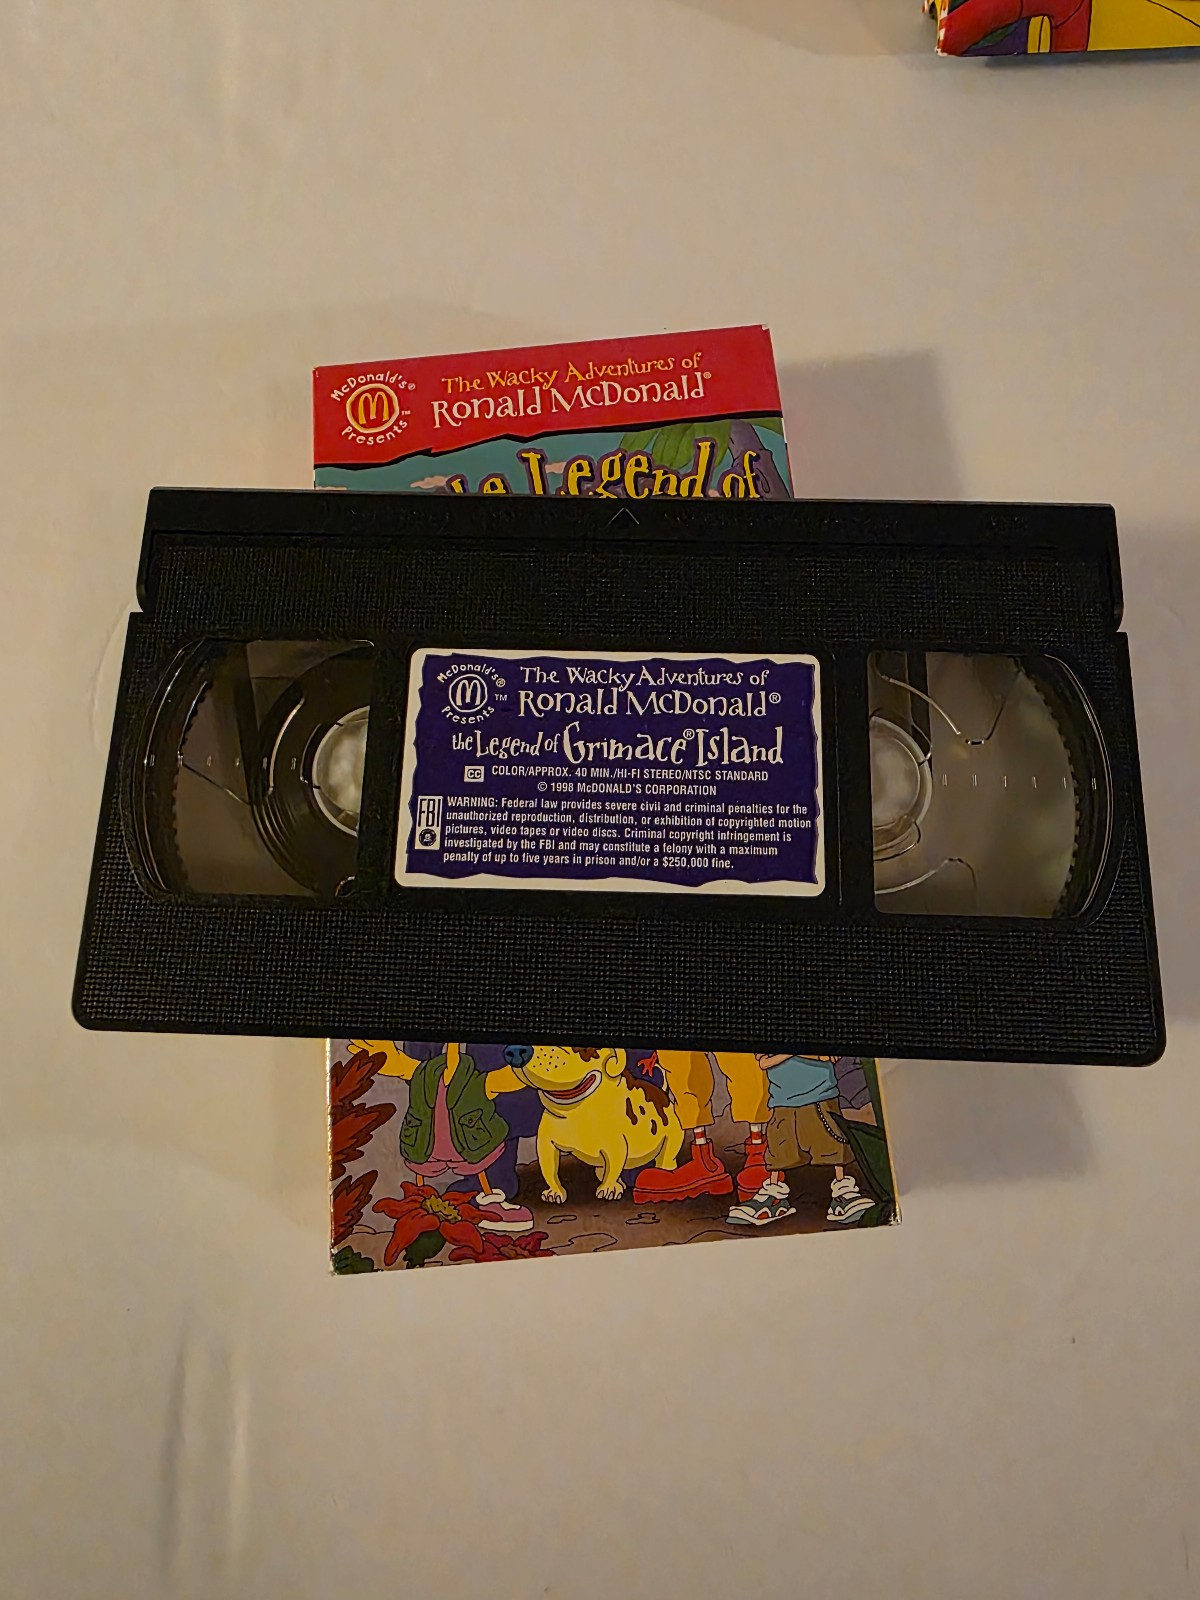 McDonald's®
Presents™
The Wacky Adventures of
Ronald McDonald®
Legend of
McDonald's®
Presents™
The Wacky Adventures of
Ronald McDonald®
the Legend of Grimace® Island
CC COLOR/APPROX. 40 MIN./HI-FI STEREO/NTSC STANDARD
© 1998 McDONALD'S CORPORATION
FBI
WARNING: Federal law provides severe civil and criminal penalties for the
unauthorized reproduction, distribution, or exhibition of copyrighted motion
pictures, video tapes or video discs. Criminal copyright infringement is
investigated by the FBI and may constitute a felony with a maximum
penalty of up to five years in prison and/or a $250,000 fine.